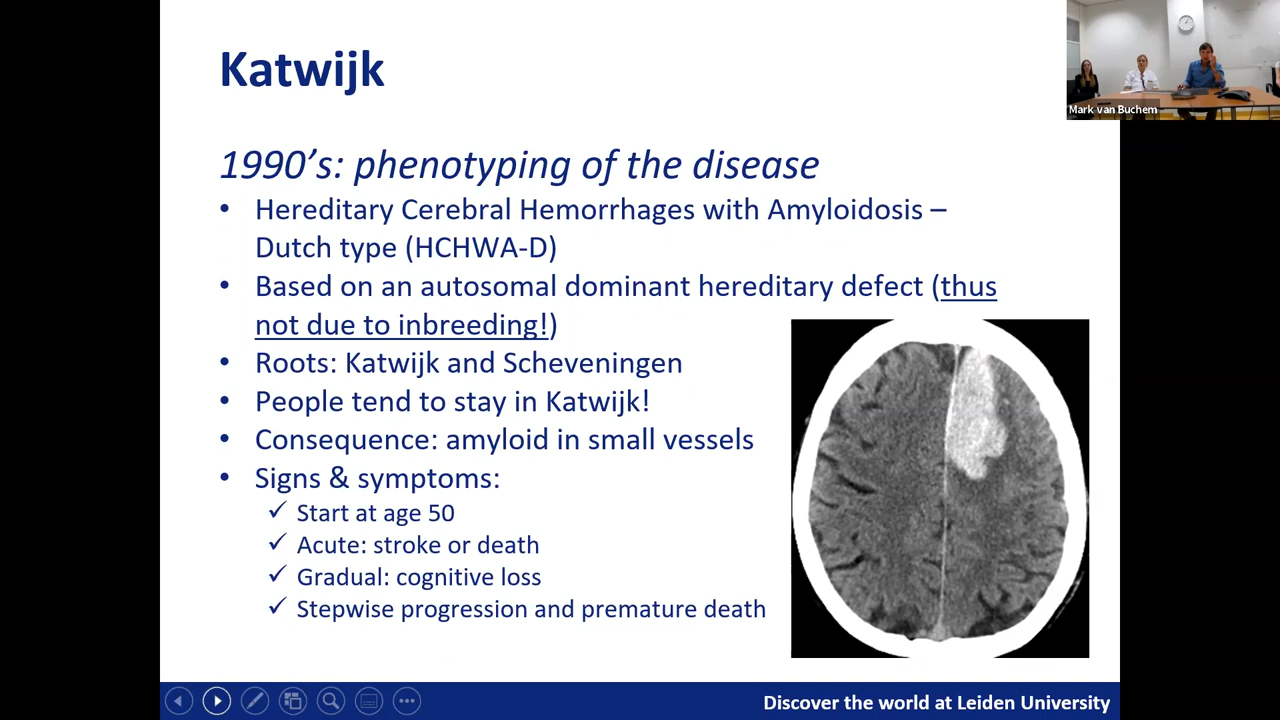 Katwijk
1990’s: phenotyping of the disease
• Hereditary Cerebral Hemorrhages with Amyloidosis –
Dutch type (HCHWA-D)
• Based on an autosomal dominant hereditary defect (thus
not due to inbreeding!)
• Roots: Katwijk and Scheveningen
• People tend to stay in Katwijk!
• Consequence: amyloid in small vessels
• Signs & symptoms:
✓ Start at age 50
✓ Acute: stroke or death
✓ Gradual: cognitive loss
✓ Stepwise progression and premature death
Discover the world at Leiden University
Mark van Buchem